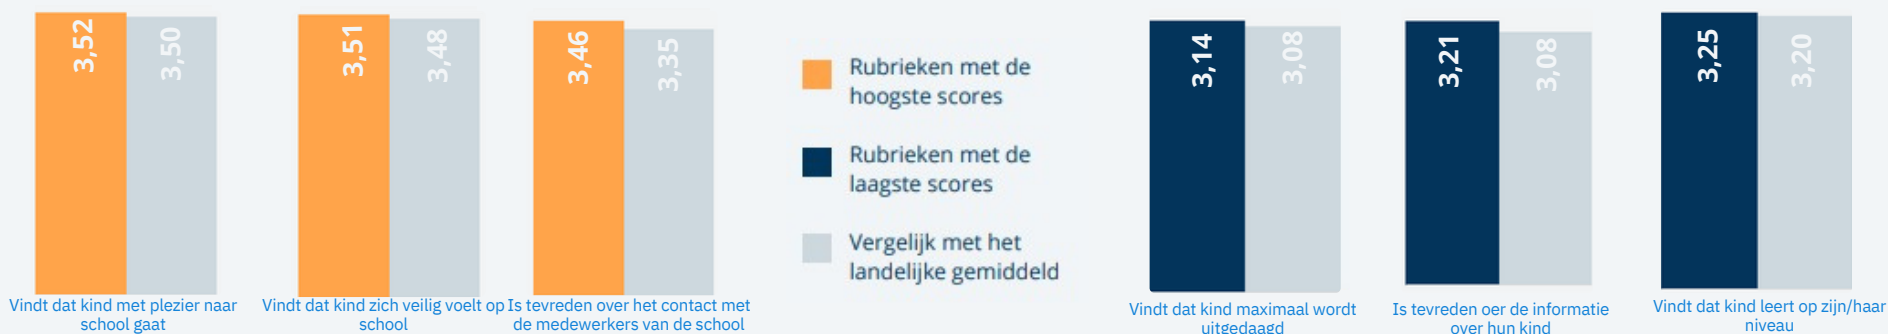 3,52
3,50
Vindt dat kind met plezier naar
school gaat
3,51
3,48
Vindt dat kind zich veilig voelt op
school
3,46
3,35
Is tevreden over het contact met
de medewerkers van de school
Rubrieken met de
hoogste scores
Rubrieken met de
laagste scores
Vergelijk met het
landelijke gemiddeld
3,14
3,08
Vindt dat kind maximaal wordt
uitgedaagd
3,21
3,08
Is tevreden oer de informatie
over hun kind
3,25
3,20
Vindt dat kind leert op zijn/haar
niveau